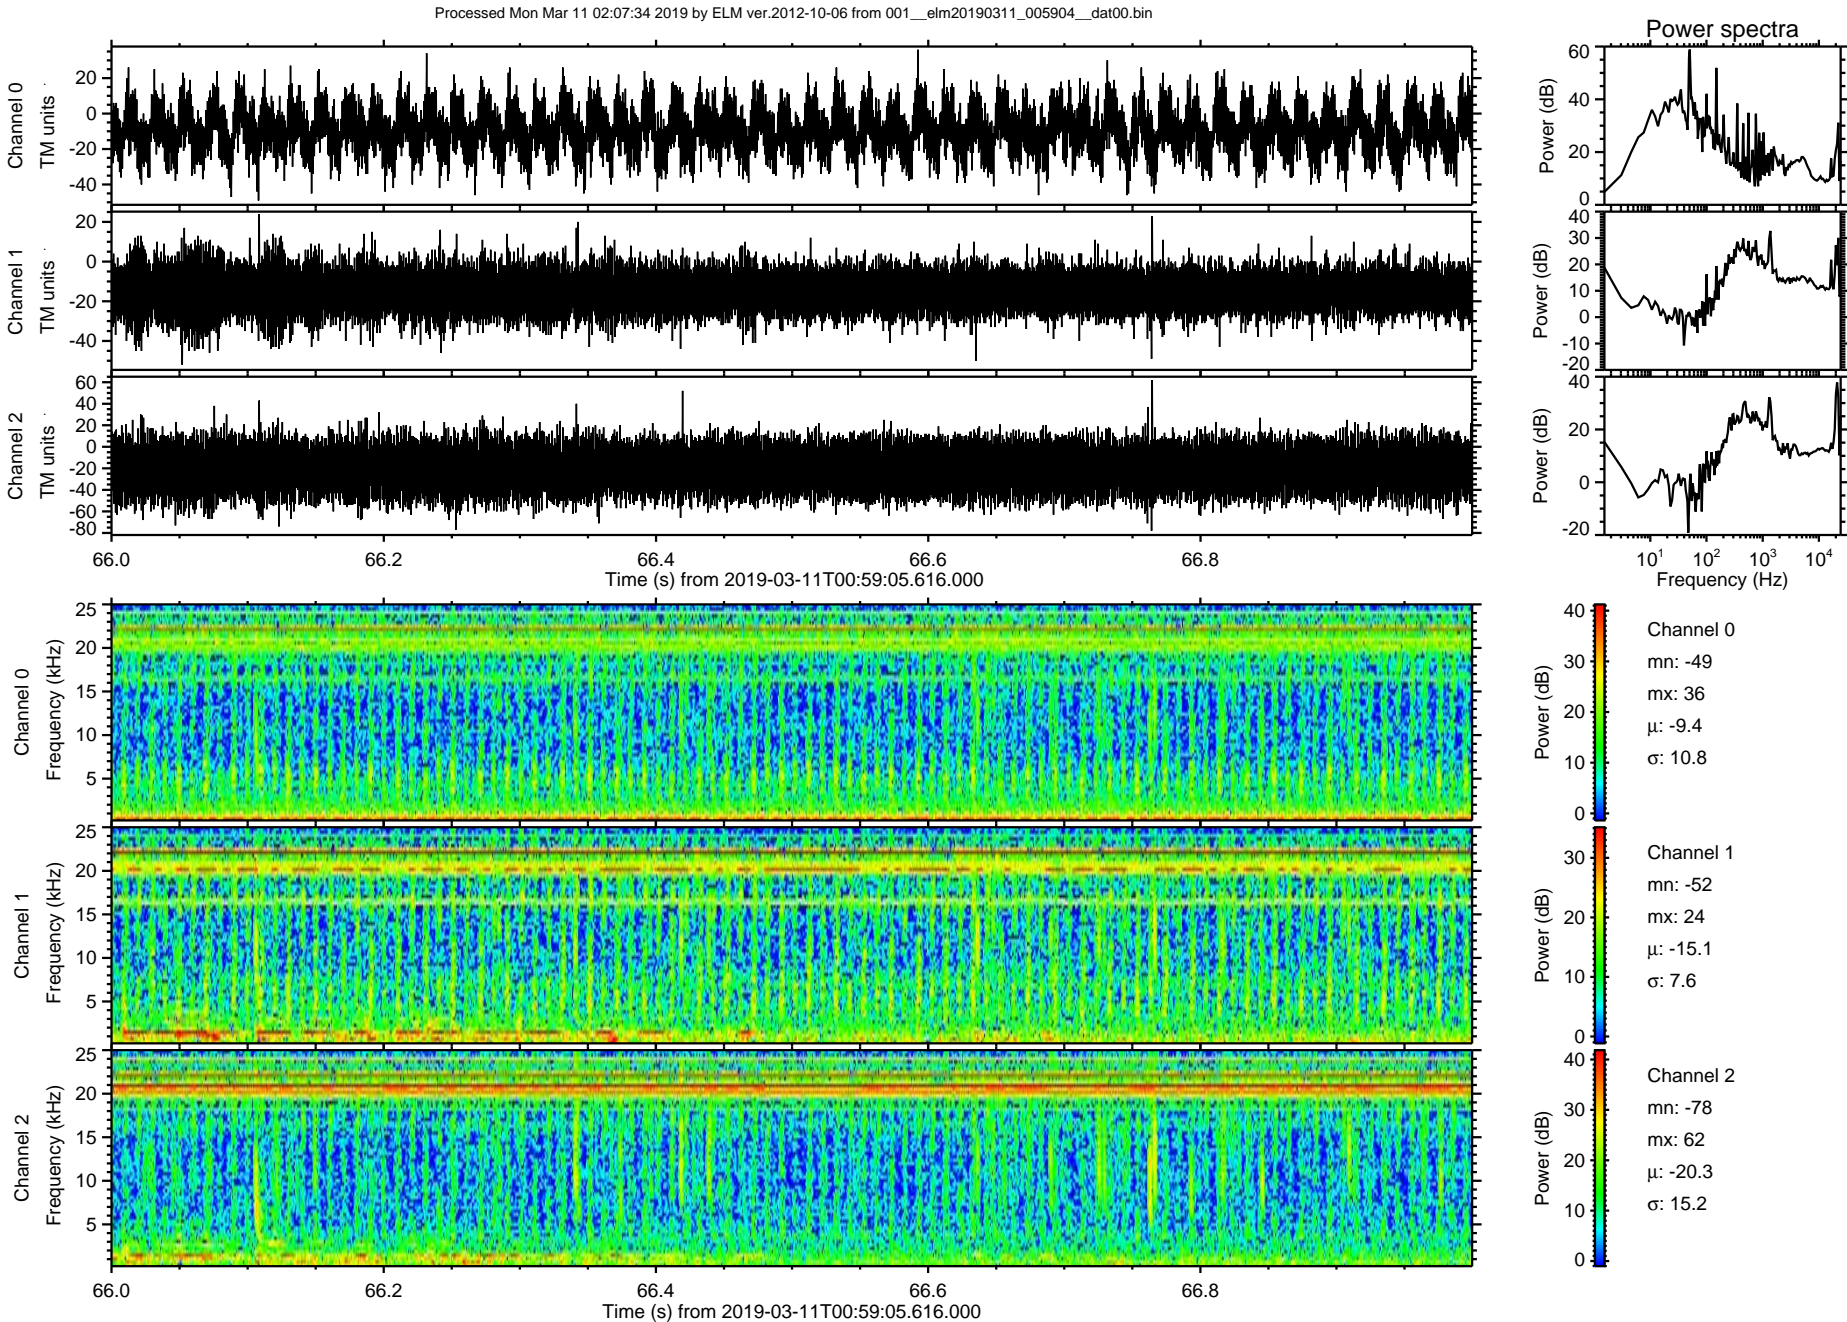 Processed Mon Mar 11 02:07:34 2019 by ELM ver.2012-10-06 from 001__elm20190311_005904__dat00.bin
Power spectra
Channel 0
TM units
20
0
-20
-40
Power (dB)
60
40
20
0
Channel 1
TM units
20
0
-20
-40
Power (dB)
40
30
20
10
0
-10
-20
Channel 2
TM units
60
40
20
0
-20
-40
-60
-80
Power (dB)
40
20
0
-20
66.0 66.2 66.4 66.6 66.8
Time (s) from 2019-03-11T00:59:05.616.000
10^1 10^2 10^3 10^4
Frequency (Hz)
Channel 0
Frequency (kHz)
25
20
15
10
5
Power (dB)
40
30
20
10
0
Channel 0
mn: -49
mx: 36
μ: -9.4
σ: 10.8
Channel 1
Frequency (kHz)
25
20
15
10
5
Power (dB)
30
20
10
0
Channel 1
mn: -52
mx: 24
μ: -15.1
σ: 7.6
Channel 2
Frequency (kHz)
25
20
15
10
5
Power (dB)
40
30
20
10
0
Channel 2
mn: -78
mx: 62
μ: -20.3
σ: 15.2
66.0 66.2 66.4 66.6 66.8
Time (s) from 2019-03-11T00:59:05.616.000